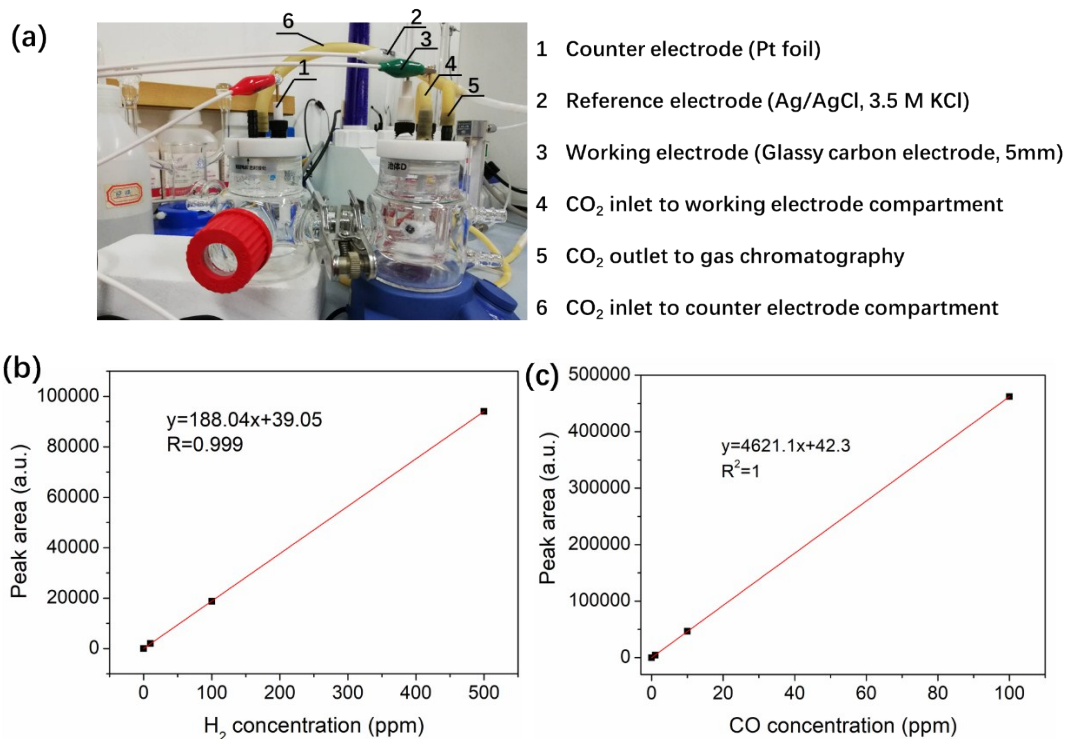 (a)
6
2
3
1
4
5
1 Counter electrode (Pt foil)
2 Reference electrode (Ag/AgCl, 3.5 M KCl)
3 Working electrode (Glassy carbon electrode, 5mm)
4 CO₂ inlet to working electrode compartment
5 CO₂ outlet to gas chromatography
6 CO₂ inlet to counter electrode compartment
(b)
100000
80000
60000
40000
20000
0
y=188.04x+39.05
R=0.999
Peak area (a.u.)
0 100 200 300 400 500
H₂ concentration (ppm)
(c)
500000
400000
300000
200000
100000
0
y=4621.1x+42.3
R²=1
Peak area (a.u.)
0 20 40 60 80 100
CO concentration (ppm)